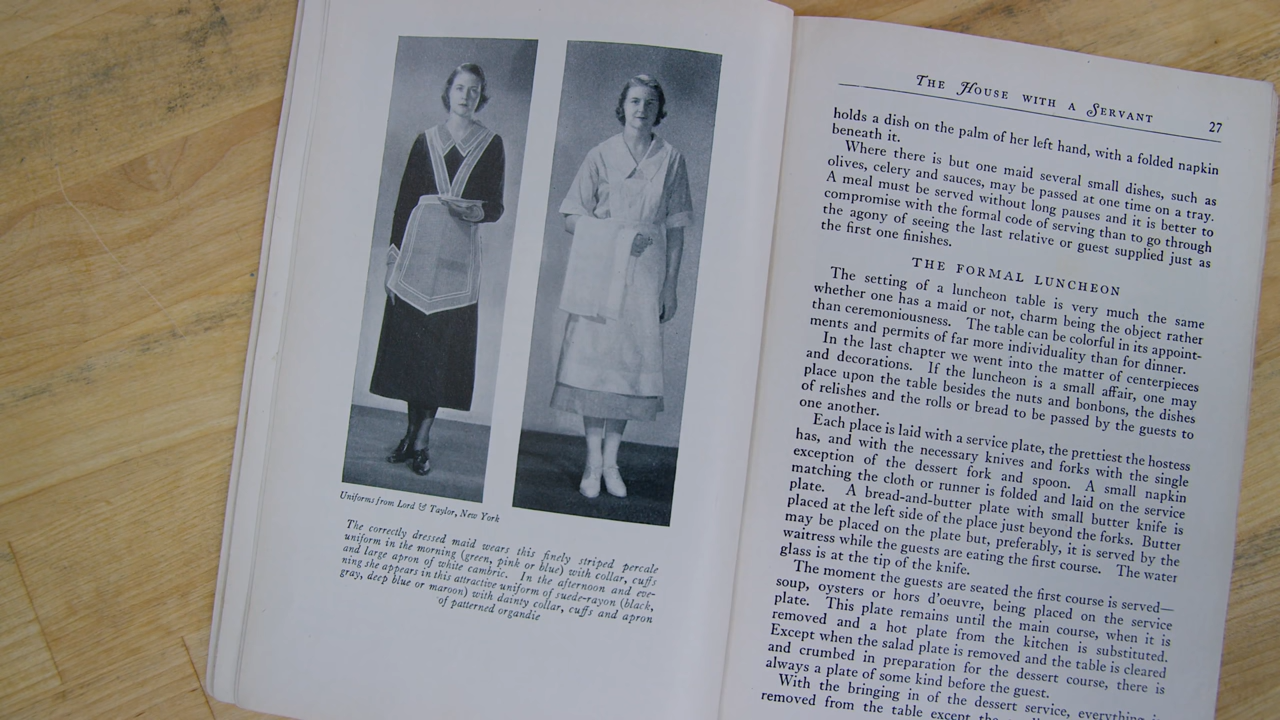 Uniforms from Lord & Taylor, New York
The correctly dressed maid wears this finely striped percale
uniform in the morning (green, pink or blue) with collar, cuffs
and large apron of white cambric. In the afternoon and eve-
ning she appears in this attractive uniform of suede-rayon (black,
gray, deep blue or maroon) with dainty collar, cuffs and apron
of patterned organdie
THE HOUSE WITH A SERVANT
27
holds a dish on the palm of her left hand, with a folded napkin
beneath it.
Where there is but one maid several small dishes, such as
olives, celery and sauces, may be passed at one time on a tray.
A meal must be served without long pauses and it is better to
compromise with the formal code of serving than to go through
the agony of seeing the last relative or guest supplied just as
the first one finishes.
THE FORMAL LUNCHEON
The setting of a luncheon table is very much the same
whether one has a maid or not, charm being the object rather
than ceremoniousness. The table can be colorful in its appoint-
ments and permits of far more individuality than for dinner.
In the last chapter we went into the matter of centerpieces
and decorations. If the luncheon is a small affair, one may
place upon the table besides the nuts and bonbons, the dishes
of relishes and the rolls or bread to be passed by the guests to
one another.
Each place is laid with a service plate, the prettiest the hostess
has, and with the necessary knives and forks with the single
exception of the dessert fork and spoon. A small napkin
matching the cloth or runner is folded and laid on the service
plate. A bread-and-butter plate with small butter knife is
placed at the left side of the place just beyond the forks. Butter
may be placed on the plate but, preferably, it is served by the
waitress while the guests are eating the first course. The water
glass is at the tip of the knife.
The moment the guests are seated the first course is served—
soup, oysters or hors d'oeuvre, being placed on the service
plate. This plate remains until the main course, when it is
removed and a hot plate from the kitchen is substituted.
Except when the salad plate is removed and the table is cleared
and crumbed in preparation for the dessert course, there is
always a plate of some kind before the guest.
With the bringing in of the dessert service, everything
removed from the table except the